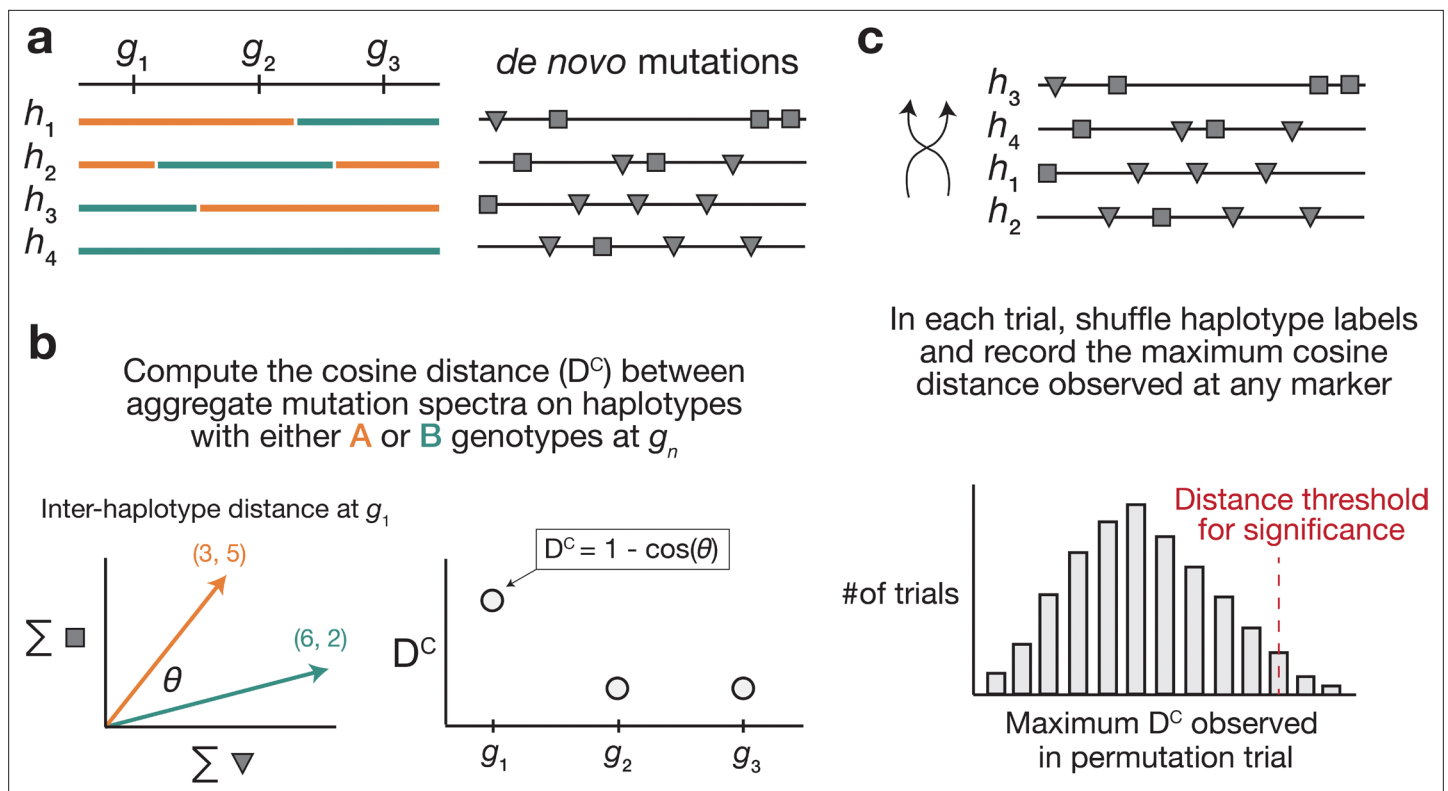 a
g1 g2 g3
de novo mutations
h1
h2
h3
h4
b
Compute the cosine distance (DC) between
aggregate mutation spectra on haplotypes
with either A or B genotypes at gn
Inter-haplotype distance at g1
(3, 5)
(6, 2)
θ
∑
∑
DC = 1 - cos(θ)
DC
g1 g2 g3
c
h3
h4
h1
h2
In each trial, shuffle haplotype labels
and record the maximum cosine
distance observed at any marker
Distance threshold
for significance
#of trials
Maximum DC observed
in permutation trial